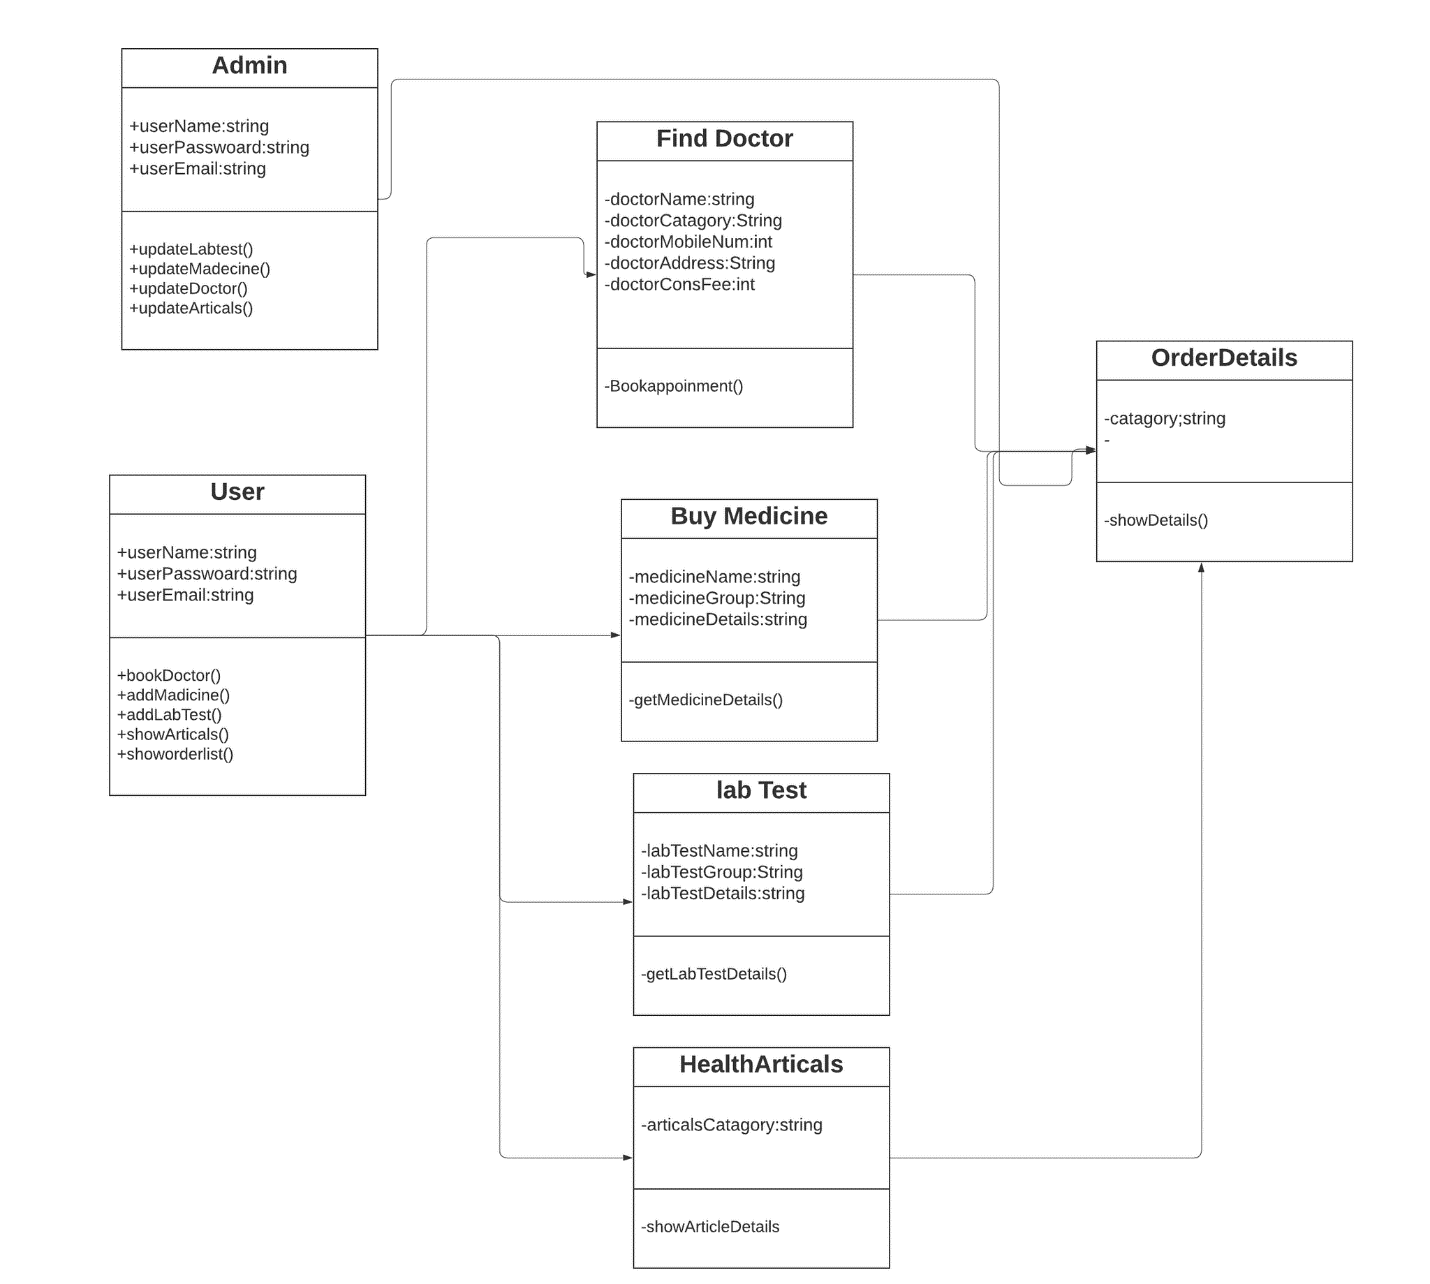 Admin
+userName:string
+userPasswoard:string
+userEmail:string
+updateLabtest()
+updateMadecine()
+updateDoctor()
+updateArticals()
Find Doctor
-doctorName:string
-doctorCatagory:String
-doctorMobileNum:int
-doctorAddress:String
-doctorConsFee:int
-Bookappoinment()
OrderDetails
-catagory;string
-
-showDetails()
User
+userName:string
+userPasswoard:string
+userEmail:string
+bookDoctor()
+addMadicine()
+addLabTest()
+showArticals()
+showorderlist()
Buy Medicine
-medicineName:string
-medicineGroup:String
-medicineDetails:string
-getMedicineDetails()
lab Test
-labTestName:string
-labTestGroup:String
-labTestDetails:string
-getLabTestDetails()
HealthArticals
-articalsCatagory:string
-showArticleDetails